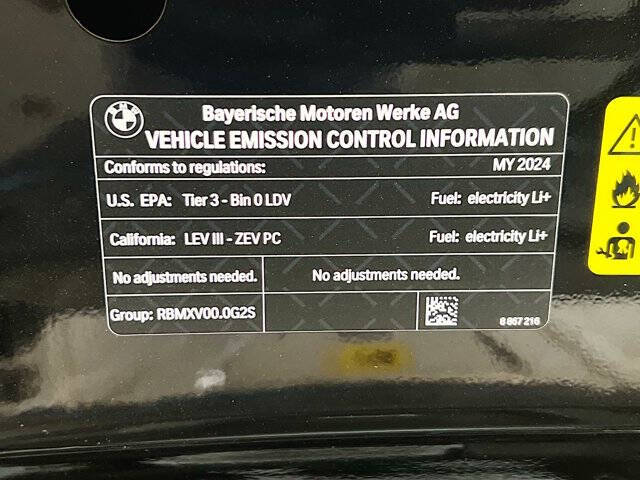 BMW
Bayerische Motoren Werke AG
VEHICLE EMISSION CONTROL INFORMATION
Conforms to regulations: MY 2024
U.S. EPA: Tier 3 - Bin 0 LDV Fuel: electricity Li+
California: LEV III - ZEV PC Fuel: electricity Li+
No adjustments needed. No adjustments needed.
Group: RBMXV00.0G2S 8 867 216